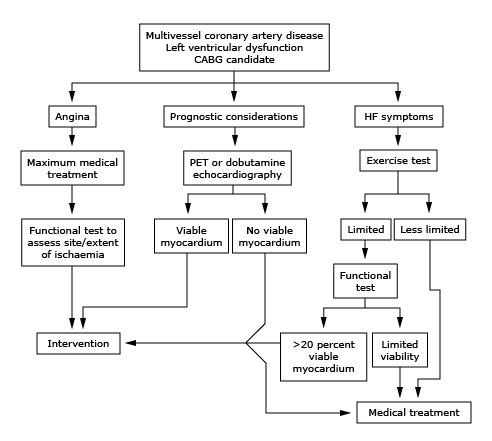 Multivessel coronary artery disease
Left ventricular dysfunction
CABG candidate
Angina
Prognostic considerations
HF symptoms
Maximum medical
treatment
PET or dobutamine
echocardiography
Exercise test
Functional test to
assess site/extent
of ischaemia
Viable
myocardium
No viable
myocardium
Limited
Less limited
Functional
test
Intervention
>20 percent
viable
myocardium
Limited
viability
Medical treatment